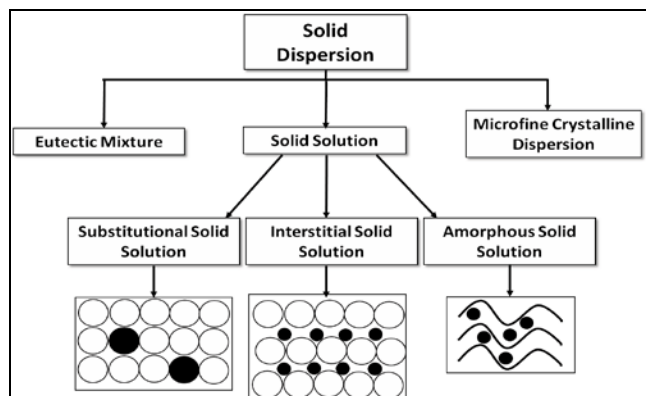 Solid
Dispersion
Eutectic Mixture
Solid Solution
Microfine Crystalline
Dispersion
Substitutional Solid
Solution
Interstitial Solid
Solution
Amorphous Solid
Solution